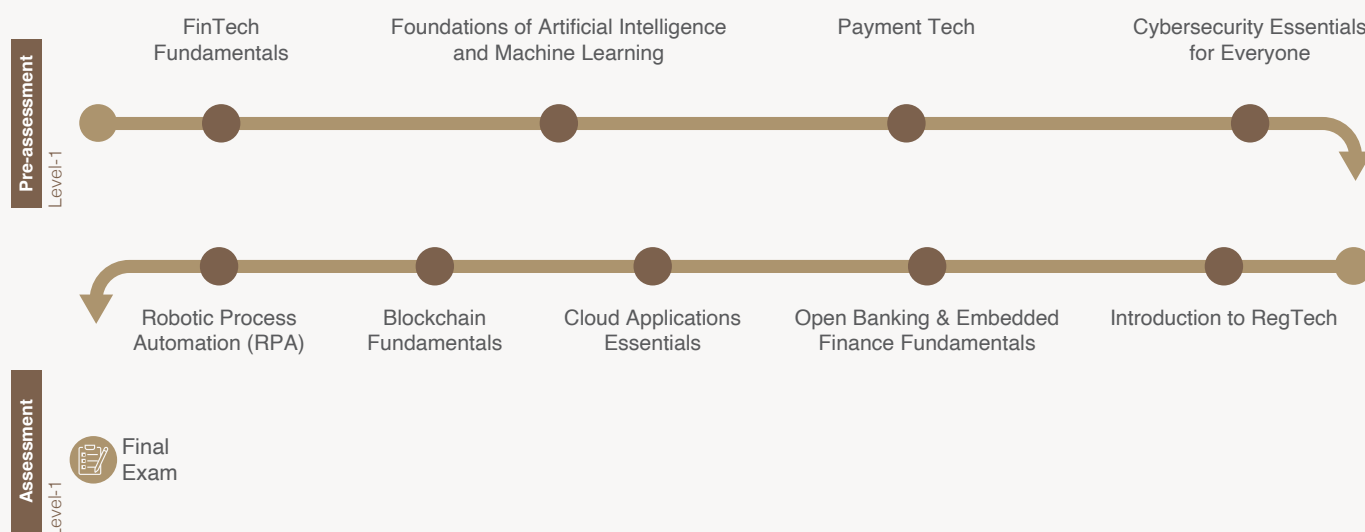 FinTech
Fundamentals
Foundations of Artificial Intelligence
and Machine Learning
Payment Tech
Cybersecurity Essentials
for Everyone
Pre-assessment
Level-1
Robotic Process
Automation (RPA)
Blockchain
Fundamentals
Cloud Applications
Essentials
Open Banking & Embedded
Finance Fundamentals
Introduction to RegTech
Assessment
Level-1
Final
Exam